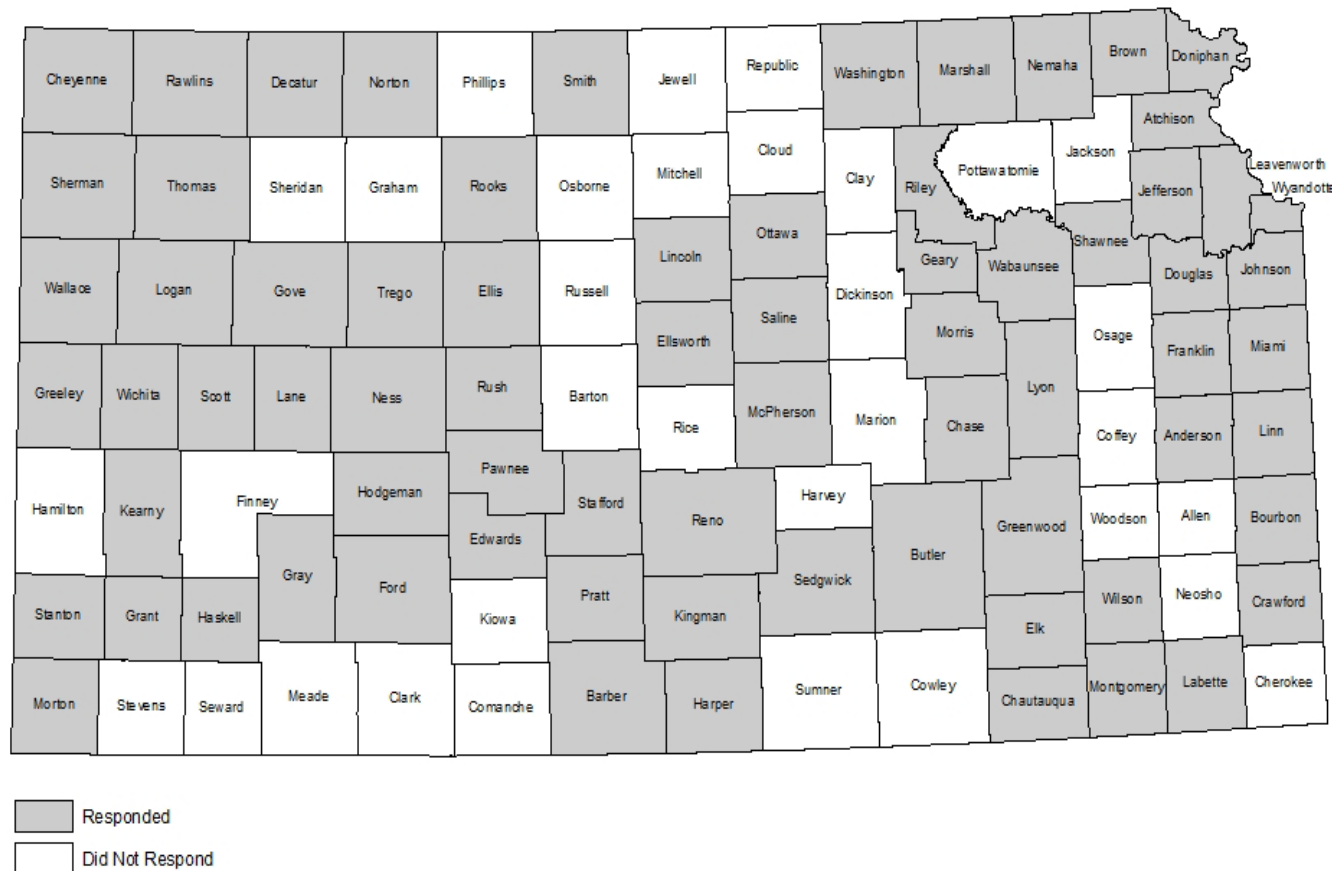 Cheyenne
Rawlins
Decatur
Norton
Phillips
Smith
Jewell
Republic
Washington
Marshall
Nemaha
Brown
Doniphan
Sherman
Thomas
Sheridan
Graham
Rooks
Osborne
Mitchell
Cloud
Clay
Riley
Pottawatomie
Jackson
Atchison
Jefferson
Leavenworth
Wyandotte
Wallace
Logan
Gove
Trego
Ellis
Russell
Lincoln
Ottawa
Saline
Dickinson
Geary
Wabaunsee
Shawnee
Douglas
Johnson
Ellsworth
Morris
Osage
Franklin
Miami
Greeley
Wichita
Scott
Lane
Ness
Rush
Barton
Rice
McPherson
Marion
Chase
Lyon
Coffey
Anderson
Linn
Hamilton
Kearny
Finney
Hodgeman
Pawnee
Stafford
Reno
Harvey
Butler
Greenwood
Woodson
Allen
Bourbon
Gray
Ford
Edwards
Sedgwick
Stanton
Grant
Haskell
Kiowa
Pratt
Kingman
Elk
Wilson
Neosho
Crawford
Morton
Stevens
Seward
Meade
Clark
Comanche
Barber
Harper
Sumner
Cowley
Chautauqua
Montgomery
Labette
Cherokee
Responded
Did Not Respond